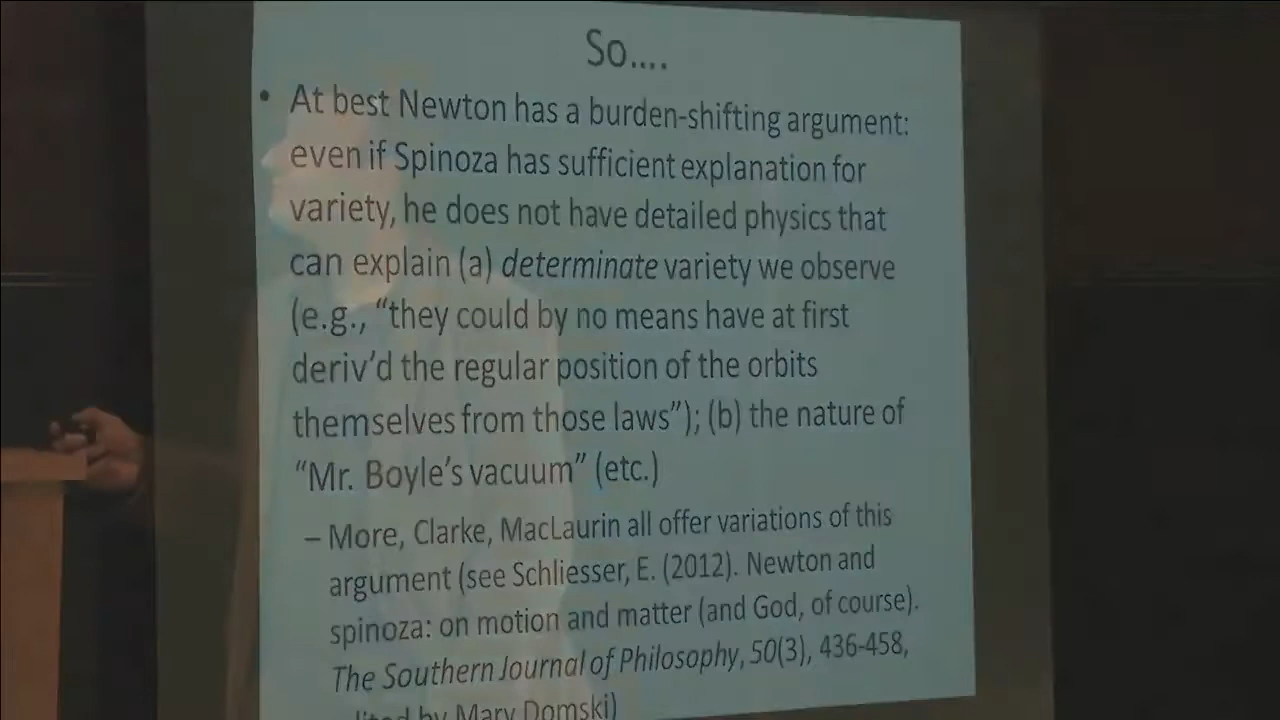 So....
• At best Newton has a burden-shifting argument:
even if Spinoza has sufficient explanation for
variety, he does not have detailed physics that
can explain (a) determinate variety we observe
(e.g., “they could by no means have at first
deriv’d the regular position of the orbits
themselves from those laws”); (b) the nature of
“Mr. Boyle’s vacuum” (etc.)
– More, Clarke, MacLaurin all offer variations of this
argument (see Schliesser, E. (2012). Newton and
spinoza: on motion and matter (and God, of course).
The Southern Journal of Philosophy, 50(3), 436-458,
by Mary Domski)